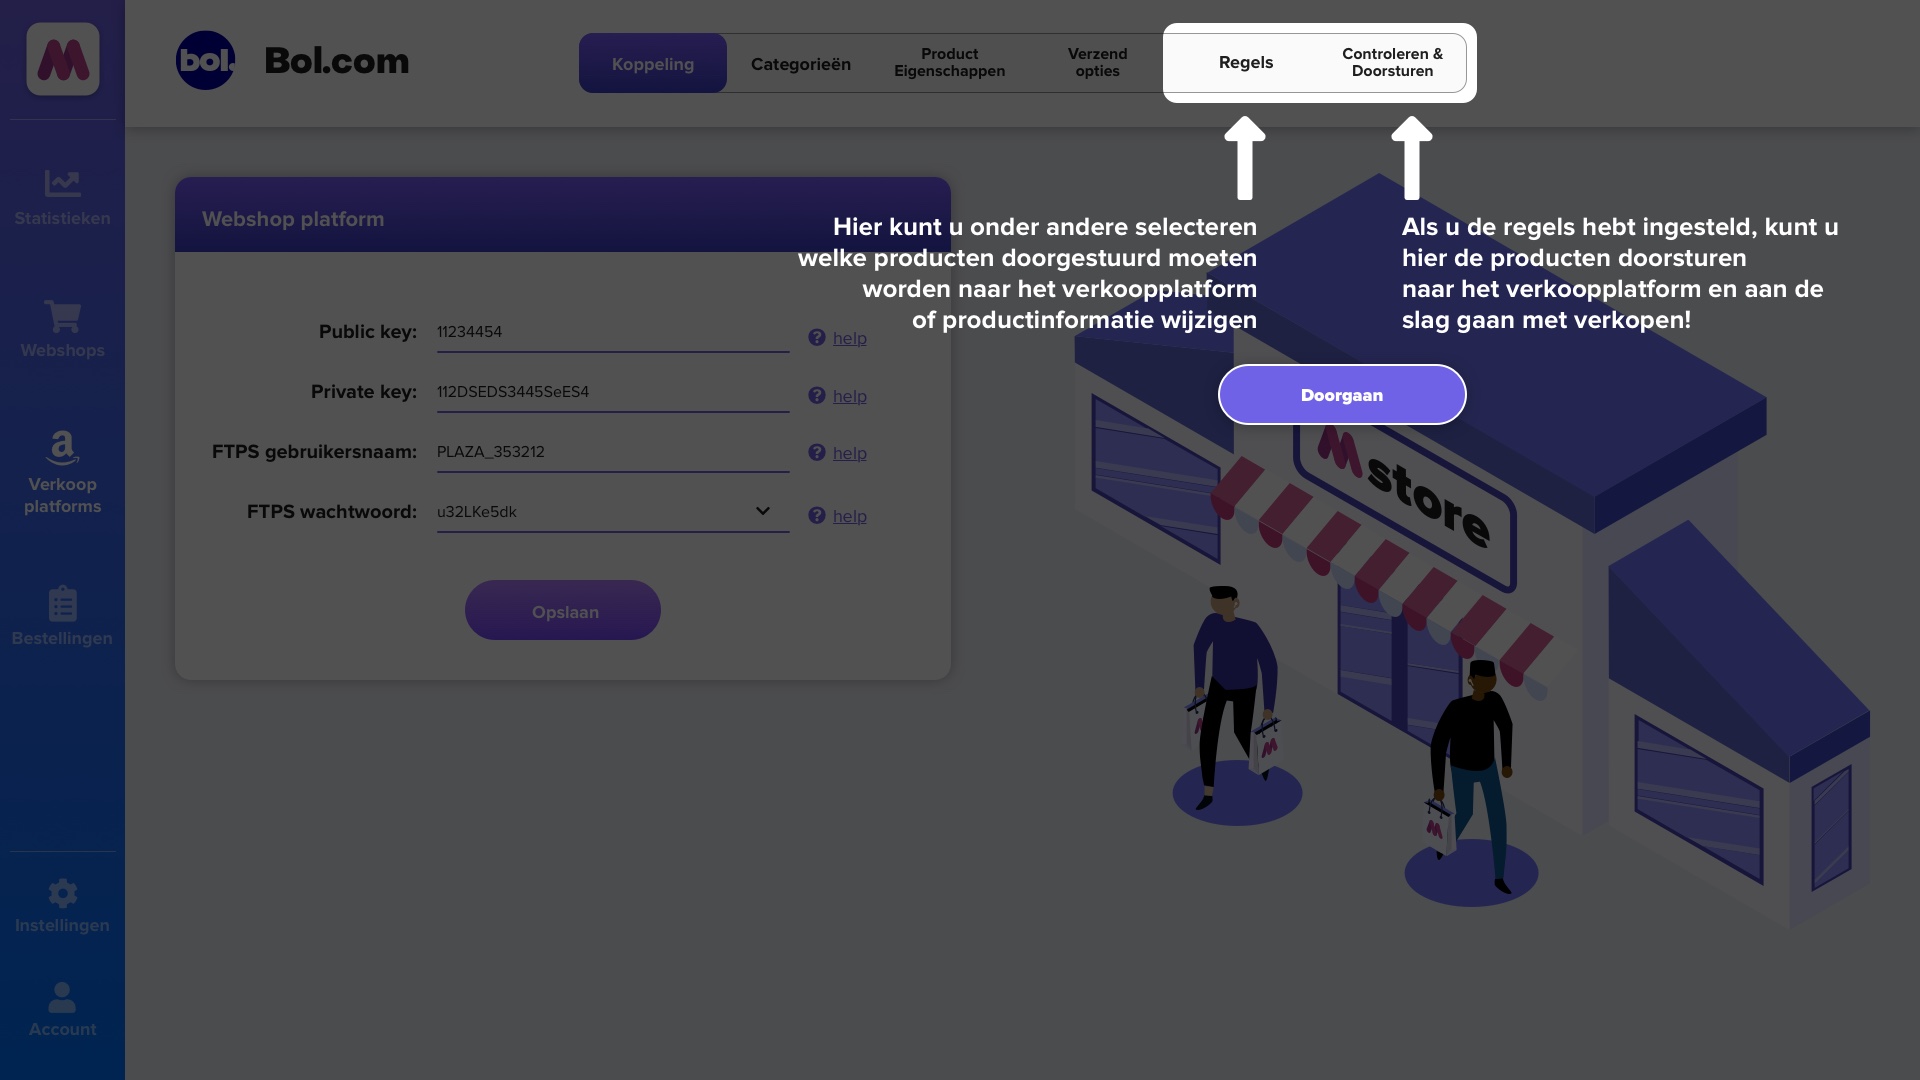 bol.
Bol.com
Koppeling
Categorieën
Product
Eigenschappen
Verzend
opties
Regels
Controleren &
Doorsturen
Statistieken
Webshops
Verkoop
platforms
Bestellingen
Instellingen
Account
Webshop platform
Public key: 11234454 help
Private key: 112DSEDS3445SeES4 help
FTPS gebruikersnaam: PLAZA_353212 help
FTPS wachtwoord: u32LKe5dk help
Opslaan
Hier kunt u onder andere selecteren
welke producten doorgestuurd moeten
worden naar het verkoopplatform
of productinformatie wijzigen
Als u de regels hebt ingesteld, kunt u
hier de producten doorsturen
naar het verkoopplatform en aan de
slag gaan met verkopen!
Doorgaan
M store